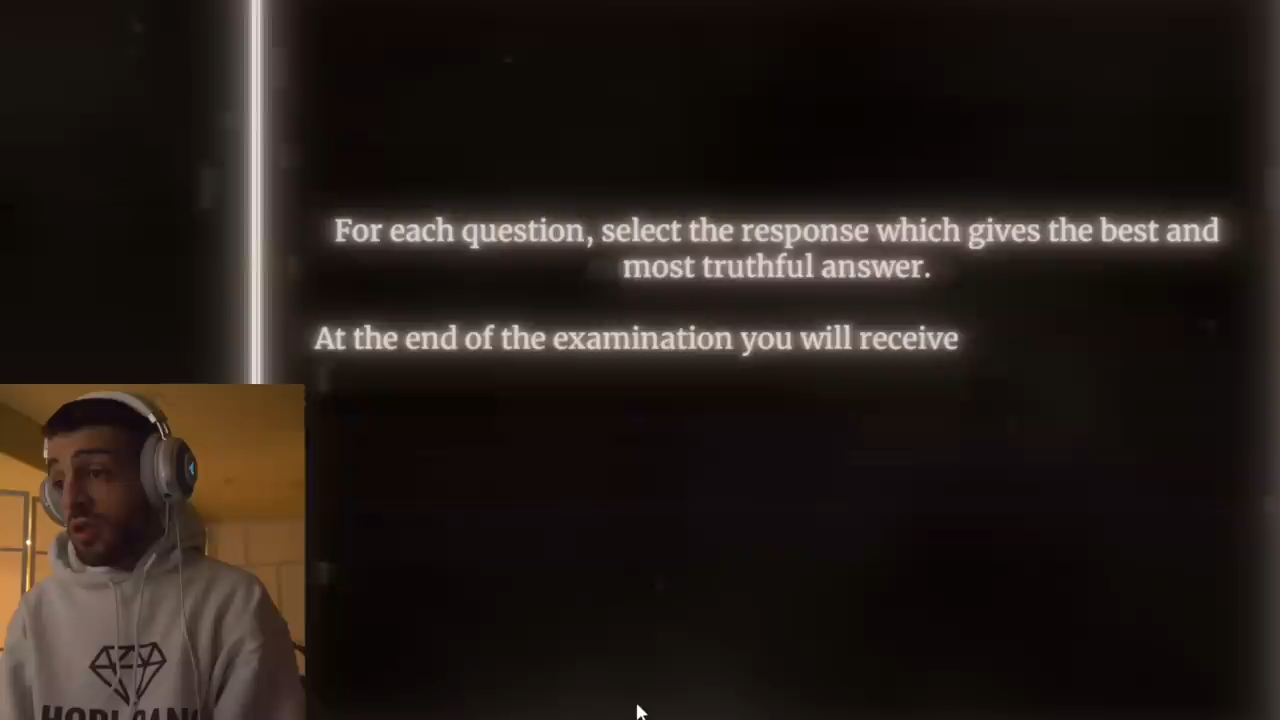 For each question, select the response which gives the best and
most truthful answer.
At the end of the examination you will receive